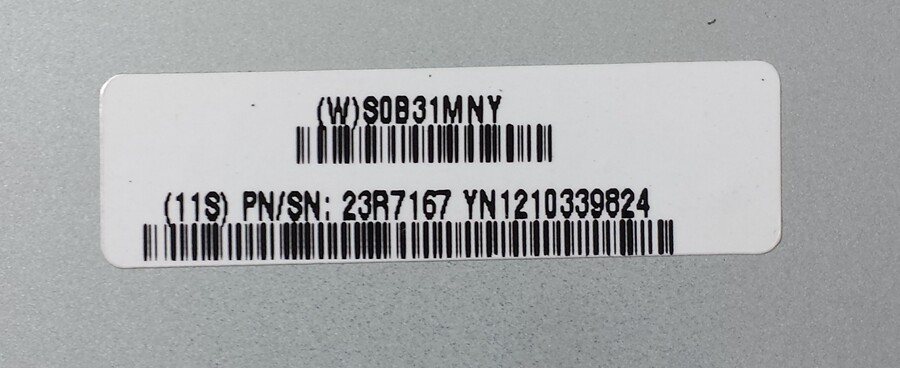 (W)S0B31MNY
(11S) PN/SN: 23R7167 YN1210339824